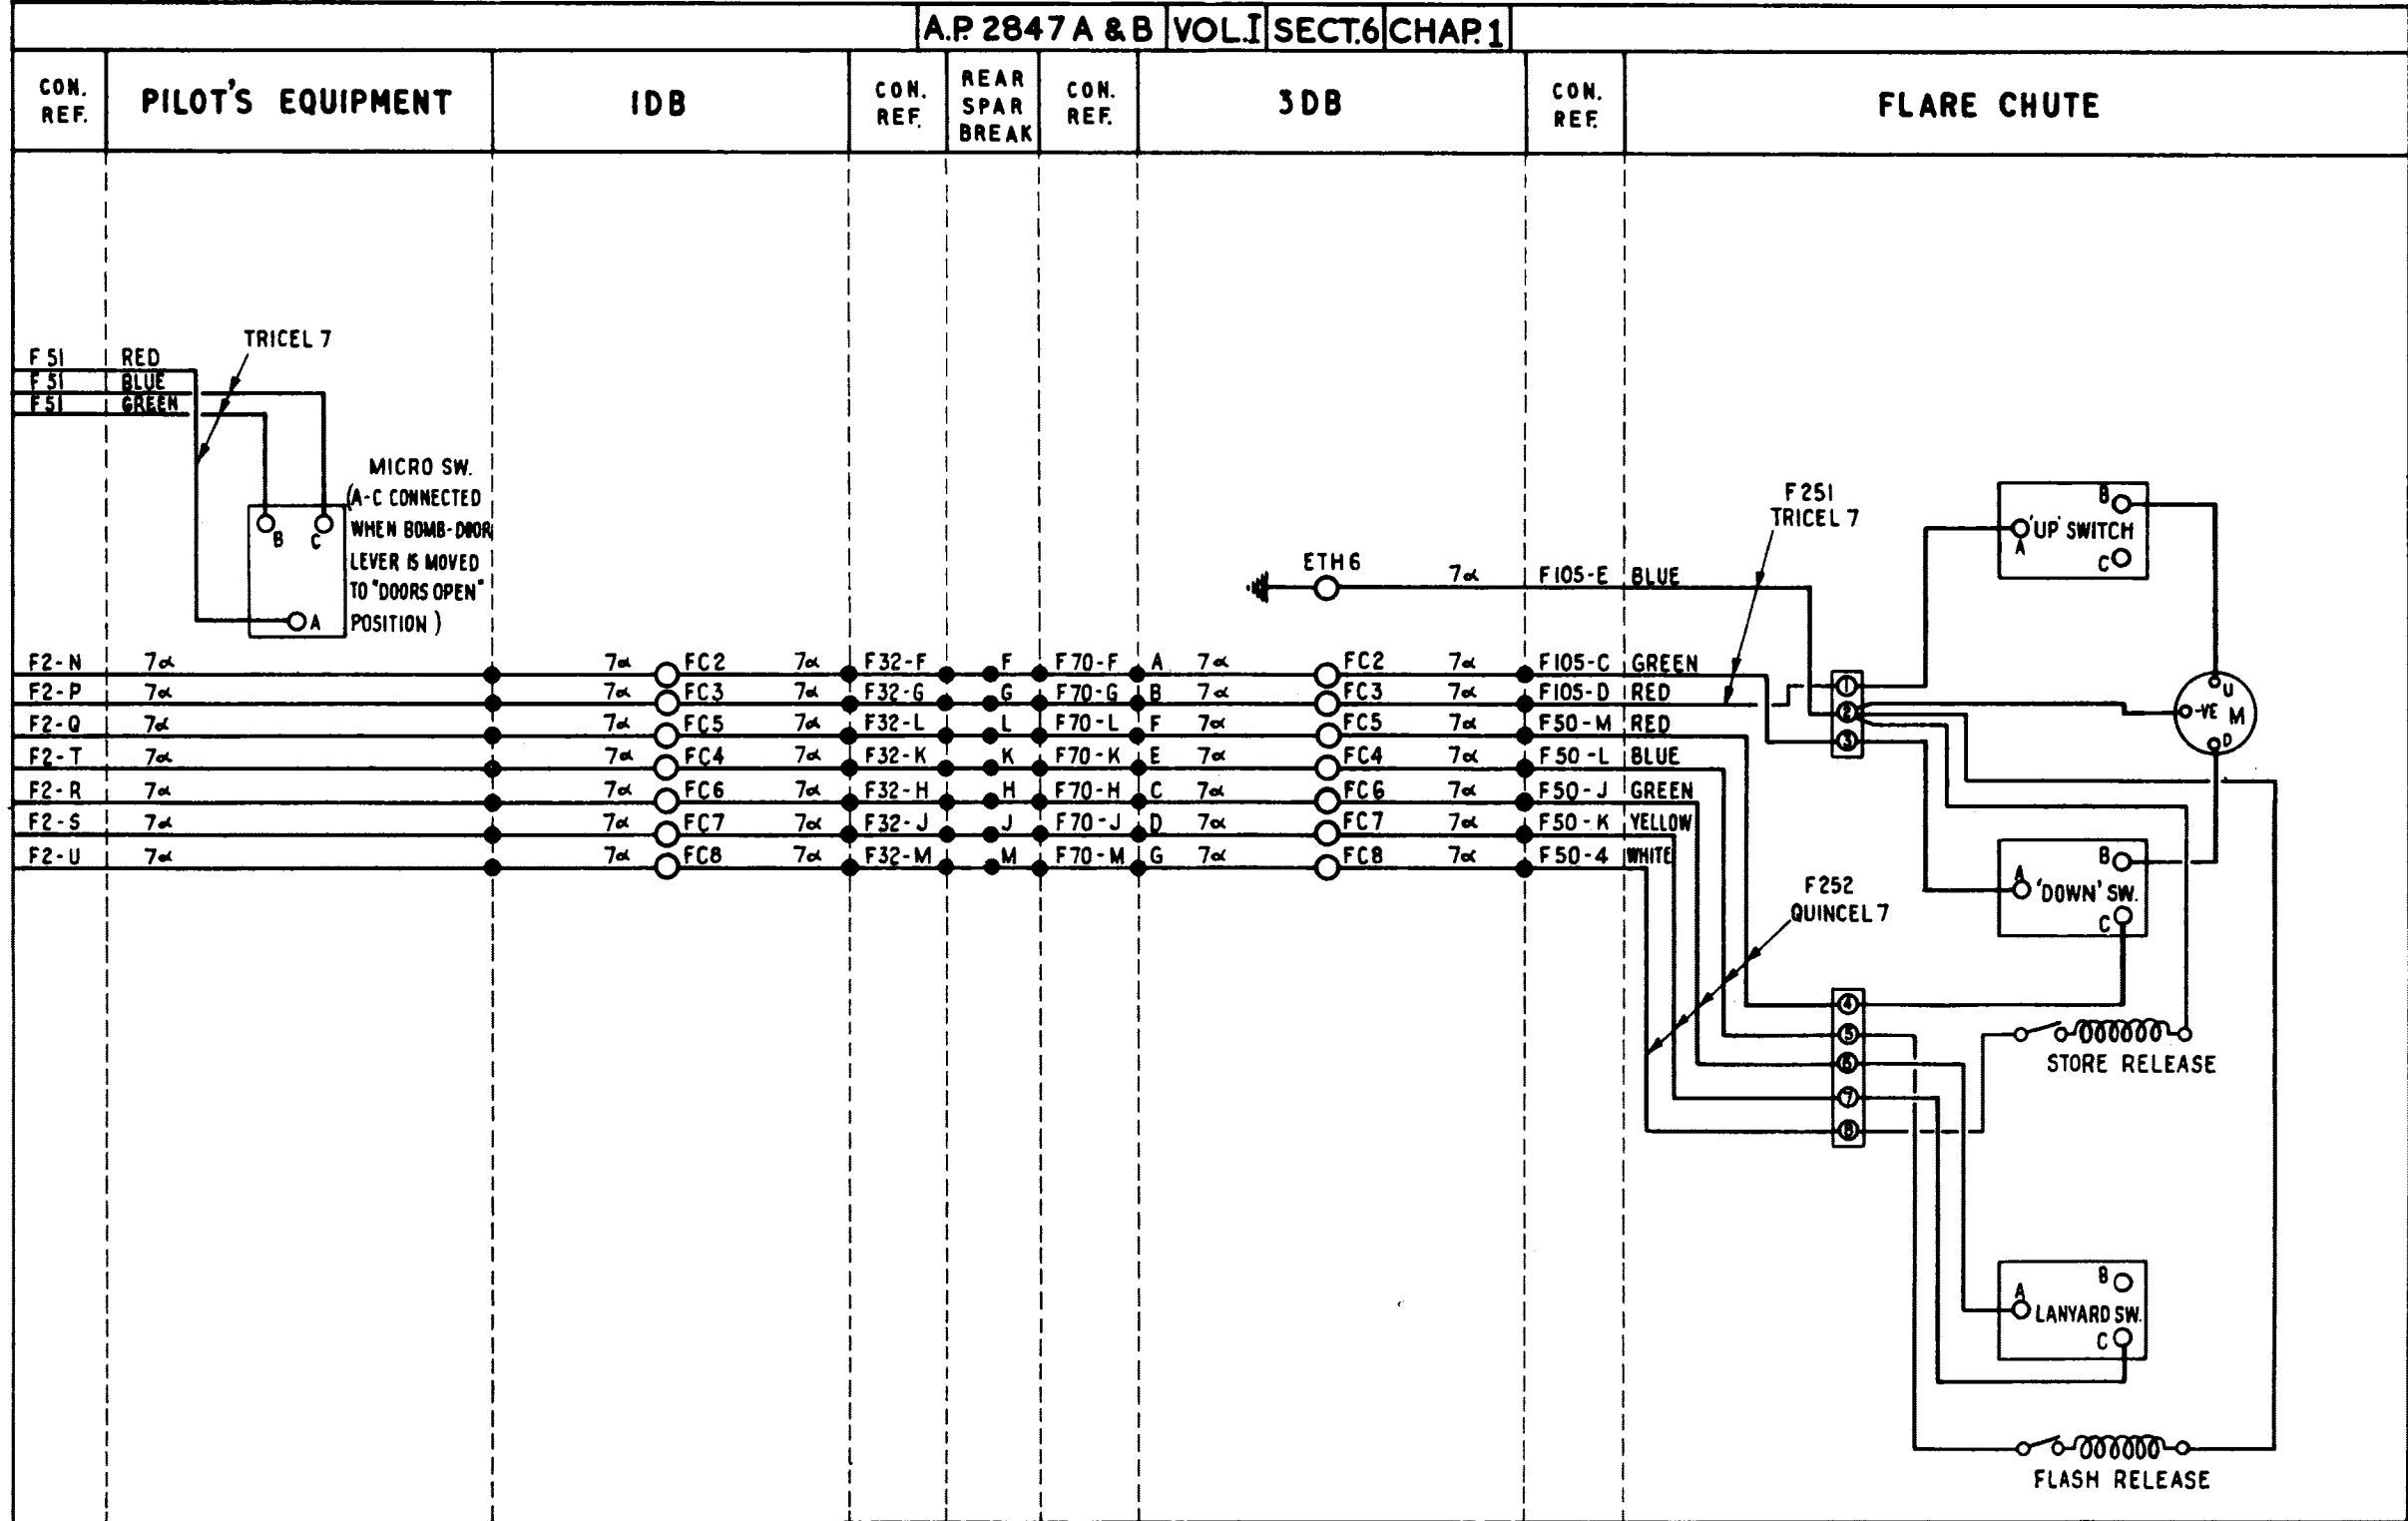 A.P. 2847 A & B VOL.I SECT.6 CHAP.1
CON. REF.
PILOT'S EQUIPMENT
1DB
CON. REF.
REAR SPAR BREAK
CON. REF.
3DB
CON. REF.
FLARE CHUTE
TRICEL 7
F 51 RED
F 51 BLUE
F 51 GREEN
MICRO SW.
(A-C CONNECTED
WHEN BOMB-DOOR
LEVER IS MOVED
TO "DOORS OPEN"
POSITION)
B C
A
F 251
TRICEL 7
B
'UP' SWITCH
A
C
ETH 6 7α F105-E BLUE
F2-N 7α 7α FC2 7α F32-F F F70-F A 7α FC2 7α F105-C GREEN
F2-P 7α 7α FC3 7α F32-G G F70-G B 7α FC3 7α F105-D RED
F2-Q 7α 7α FC5 7α F32-L L F70-L F 7α FC5 7α F50-M RED
F2-T 7α 7α FC4 7α F32-K K F70-K E 7α FC4 7α F50-L BLUE
F2-R 7α 7α FC6 7α F32-H H F70-H C 7α FC6 7α F50-J GREEN
F2-S 7α 7α FC7 7α F32-J J F70-J D 7α FC7 7α F50-K YELLOW
F2-U 7α 7α FC8 7α F32-M M F70-M G 7α FC8 7α F50-4 WHITE
1
2
3
U
-VE M
D
B
A
'DOWN' SW.
C
F252
QUINCEL 7
4
5
6
7
8
STORE RELEASE
B
A
LANYARD SW.
C
FLASH RELEASE